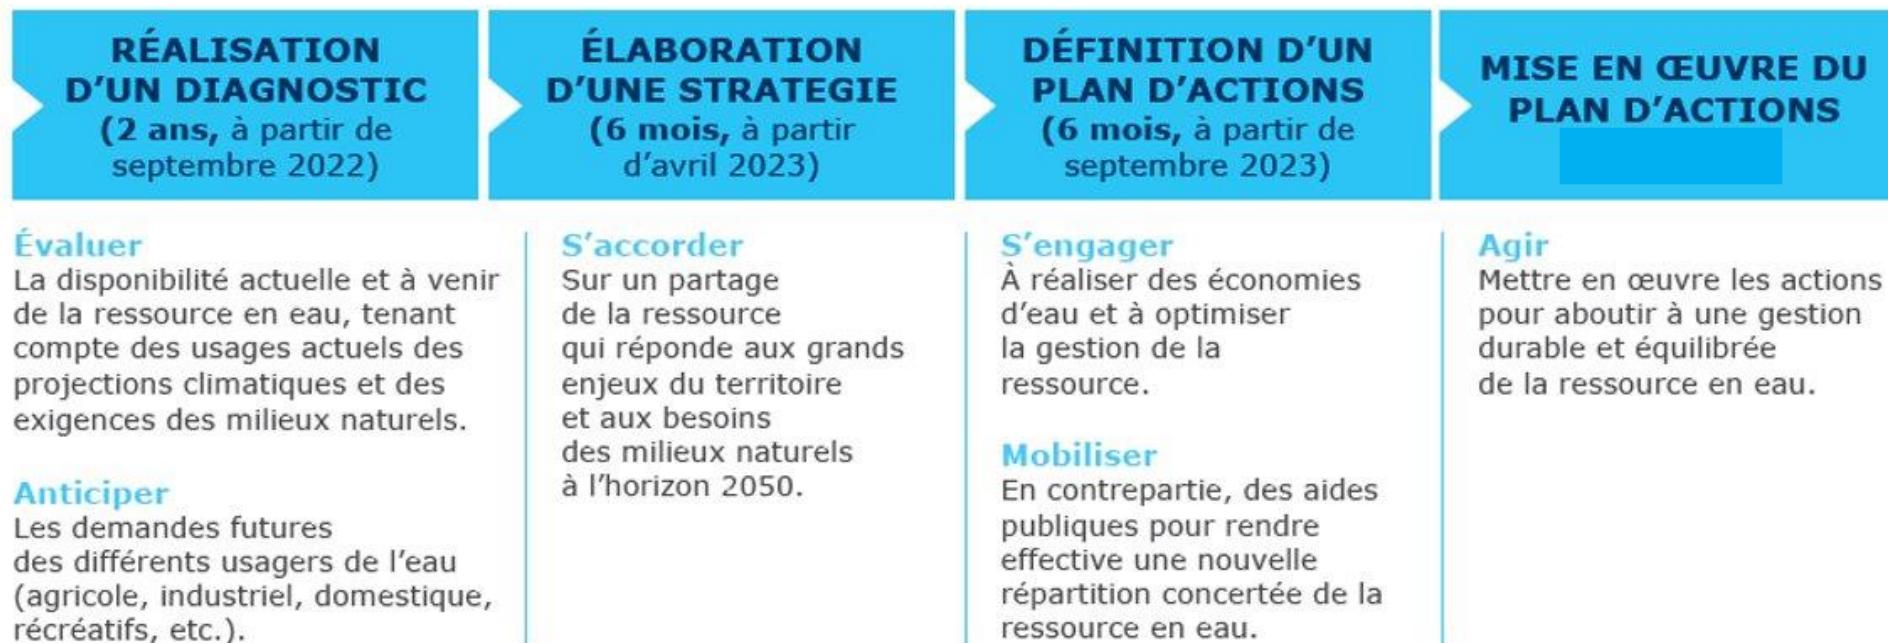 RÉALISATION
D'UN DIAGNOSTIC
(2 ans, à partir de
septembre 2022)
Évaluer
La disponibilité actuelle et à venir
de la ressource en eau, tenant
compte des usages actuels des
projections climatiques et des
exigences des milieux naturels.
Anticiper
Les demandes futures
des différents usagers de l'eau
(agricole, industriel, domestique,
récréatifs, etc.).
ÉLABORATION
D'UNE STRATEGIE
(6 mois, à partir
d'avril 2023)
S'accorder
Sur un partage
de la ressource
qui réponde aux grands
enjeux du territoire
et aux besoins
des milieux naturels
à l'horizon 2050.
DÉFINITION D'UN
PLAN D'ACTIONS
(6 mois, à partir de
septembre 2023)
S'engager
À réaliser des économies
d'eau et à optimiser
la gestion de la
ressource.
Mobiliser
En contrepartie, des aides
publiques pour rendre
effective une nouvelle
répartition concertée de la
ressource en eau.
MISE EN ŒUVRE DU
PLAN D'ACTIONS
Agir
Mettre en œuvre les actions
pour aboutir à une gestion
durable et équilibrée
de la ressource en eau.